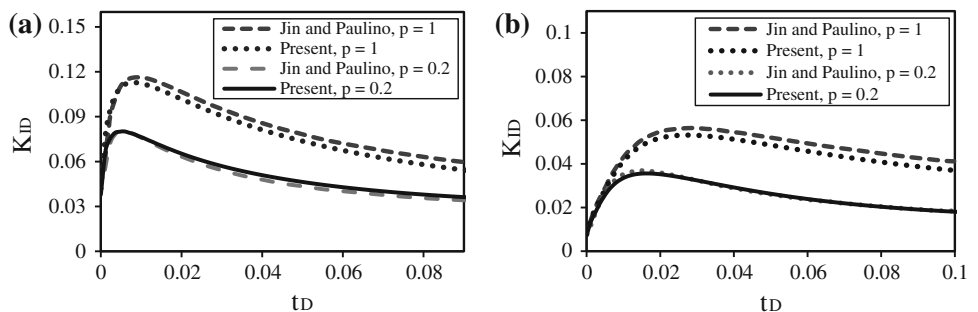 (a)
0.15
0.12
0.09
0.06
0.03
0
K_ID
Jin and Paulino, p = 1
Present, p = 1
Jin and Paulino, p = 0.2
Present, p = 0.2
0
0.02
0.04
0.06
0.08
t_D
(b)
0.1
0.08
0.06
0.04
0.02
0
K_ID
Jin and Paulino, p = 1
Present, p = 1
Jin and Paulino, p = 0.2
Present, p = 0.2
0
0.02
0.04
0.06
0.08
0.1
t_D